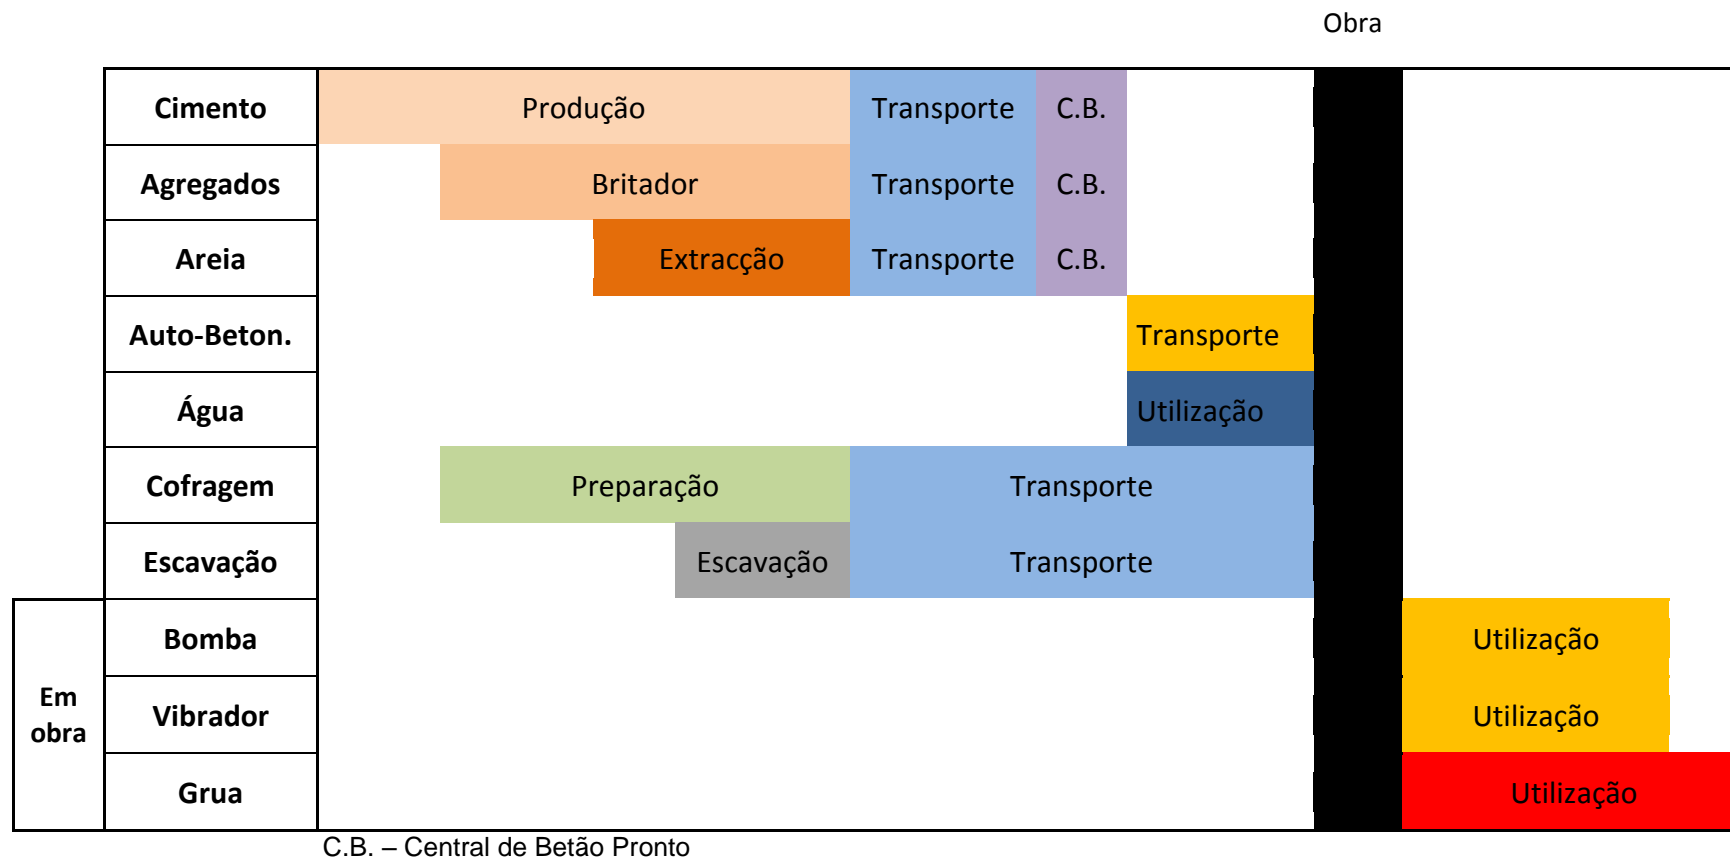 Obra
Cimento Produção Transporte C.B.
Agregados Britador Transporte C.B.
Areia Extracção Transporte C.B.
Auto-Beton. Transporte
Água Utilização
Cofragem Preparação Transporte
Escavação Escavação Transporte
Em
obra
Bomba Utilização
Vibrador Utilização
Grua Utilização
C.B. – Central de Betão Pronto